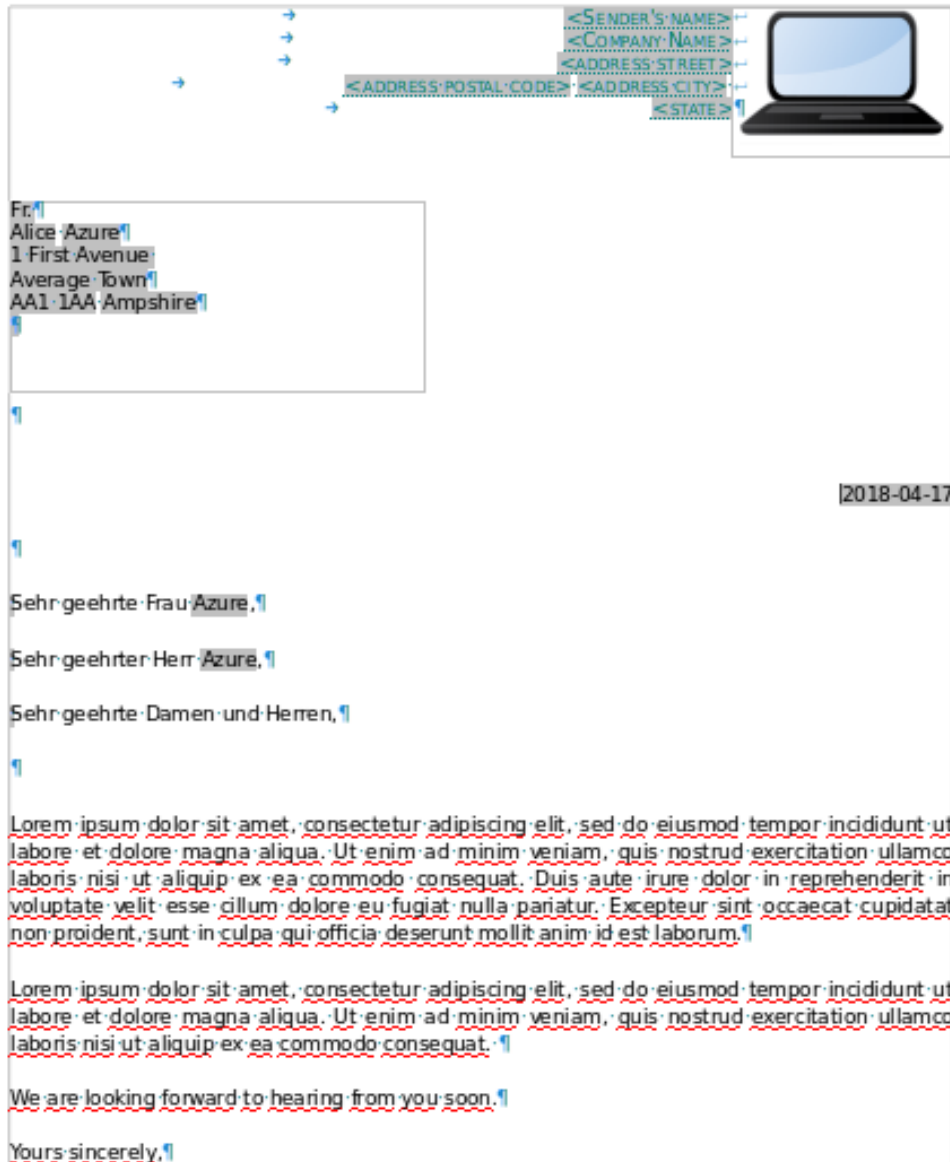 <SENDER'S NAME>
<COMPANY NAME>
<ADDRESS STREET>
<ADDRESS POSTAL CODE> <ADDRESS CITY>
<STATE>
Fr.
Alice Azure
1 First Avenue
Average Town
AA1 1AA Ampshire
2018-04-17
Sehr geehrte Frau Azure,
Sehr geehrter Herr Azure,
Sehr geehrte Damen und Herren,
Lorem ipsum dolor sit amet, consectetur adipiscing elit, sed do eiusmod tempor incididunt ut
labore et dolore magna aliqua. Ut enim ad minim veniam, quis nostrud exercitation ullamco
laboris nisi ut aliquip ex ea commodo consequat. Duis aute irure dolor in reprehenderit in
voluptate velit esse cillum dolore eu fugiat nulla pariatur. Excepteur sint occaecat cupidatat
non proident, sunt in culpa qui officia deserunt mollit anim id est laborum.
Lorem ipsum dolor sit amet, consectetur adipiscing elit, sed do eiusmod tempor incididunt ut
labore et dolore magna aliqua. Ut enim ad minim veniam, quis nostrud exercitation ullamco
laboris nisi ut aliquip ex ea commodo consequat.
We are looking forward to hearing from you soon.
Yours sincerely,